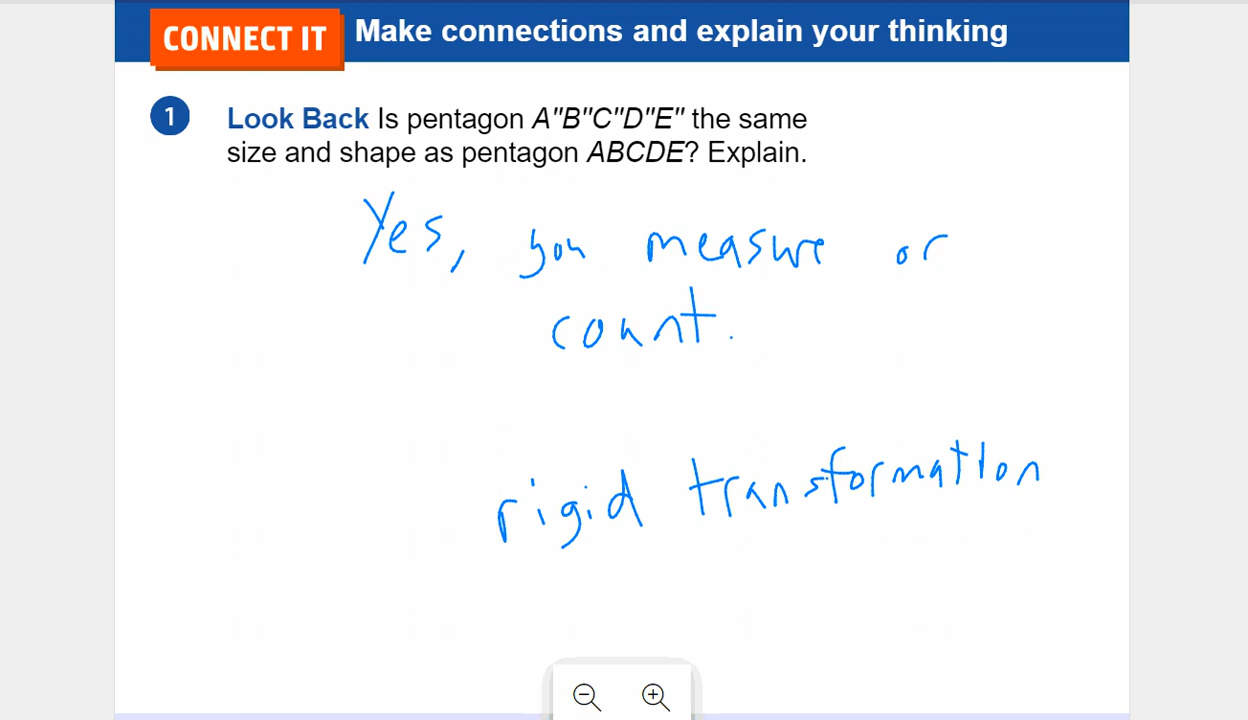 CONNECT IT Make connections and explain your thinking
1 Look Back Is pentagon A"B"C"D"E" the same
size and shape as pentagon ABCDE? Explain.
Yes, you measure or
count.
rigid transformation